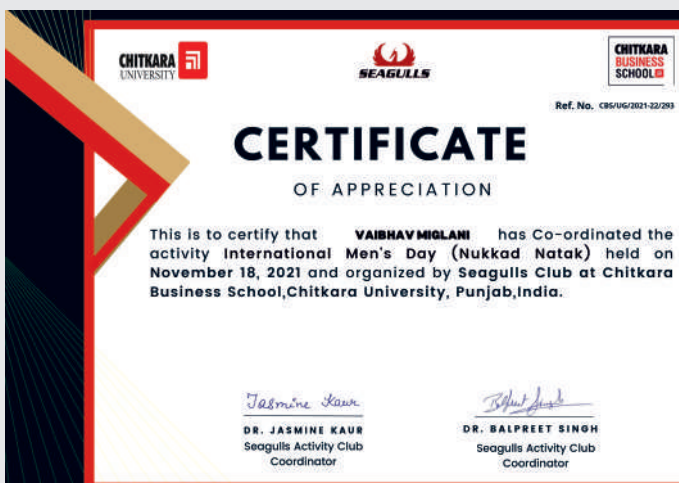 CHITKARA
UNIVERSITY
SEAGULLS
CHITKARA
BUSINESS
SCHOOL
Ref. No. CBS/UG/2021-22/293
CERTIFICATE
OF APPRECIATION
This is to certify that VAIBHAV MIGLANI has Co-ordinated the
activity International Men's Day (Nukkad Natak) held on
November 18, 2021 and organized by Seagulls Club at Chitkara
Business School,Chitkara University, Punjab,India.
Jasmine Kaur
Balpreet Singh
DR. JASMINE KAUR
DR. BALPREET SINGH
Seagulls Activity Club
Seagulls Activity Club
Coordinator
Coordinator